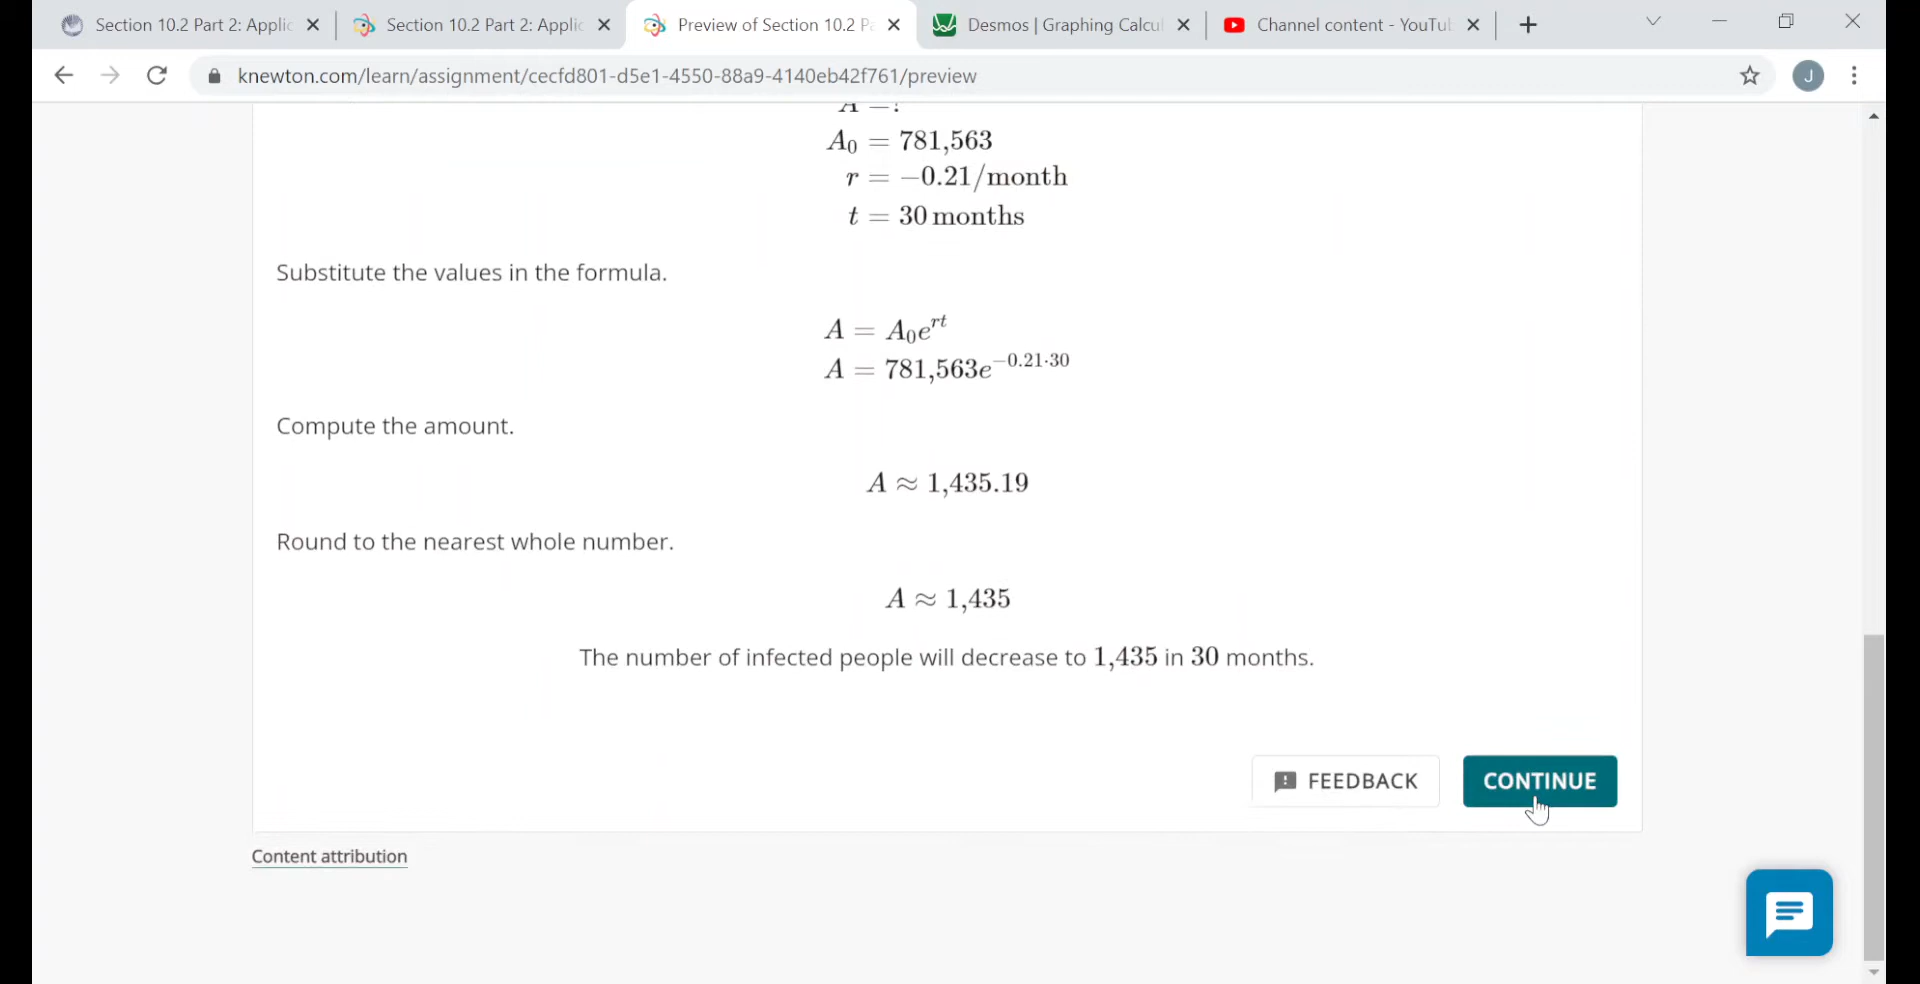 Section 10.2 Part 2: Applic
Section 10.2 Part 2: Applic
Preview of Section 10.2 Pa
Desmos | Graphing Calcul
Channel content - YouTub
knewton.com/learn/assignment/cecfd801-d5e1-4550-88a9-4140eb42f761/preview
J
A = ?
A₀ = 781,563
r = −0.21/month
t = 30 months
Substitute the values in the formula.
A = A₀e^{rt}
A = 781,563e^{−0.21·30}
Compute the amount.
A ≈ 1,435.19
Round to the nearest whole number.
A ≈ 1,435
The number of infected people will decrease to 1,435 in 30 months.
FEEDBACK
CONTINUE
Content attribution